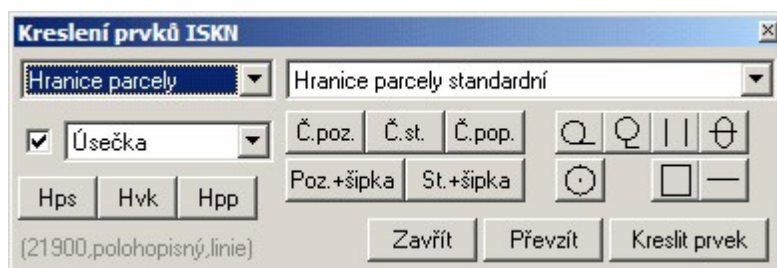 Kreslení prvků ISKN
Hranice parcely Hranice parcely standardní
Úsečka Č.poz. Č.st. Č.pop.
Poz.+šipka St.+šipka
Hps Hvk Hpp
(21900,polohopisný,linie) Zavřít Převzít Kreslit prvek